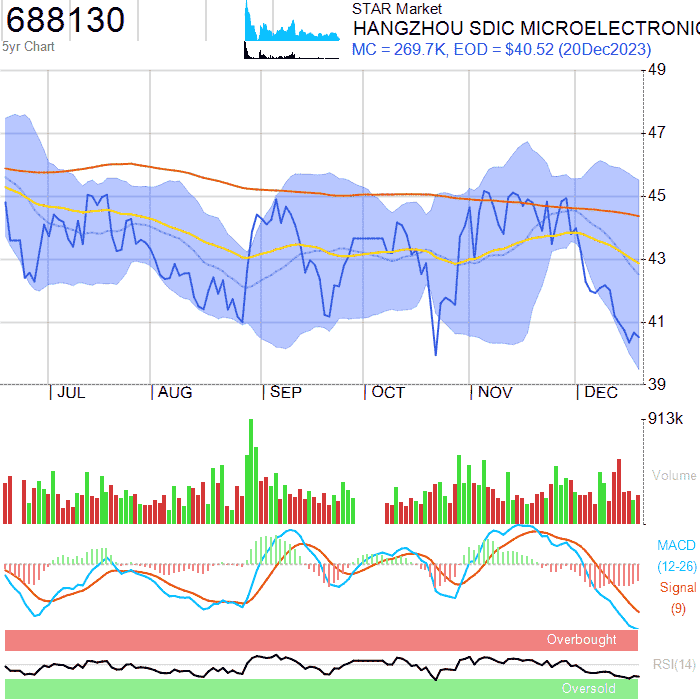 688130
5yr Chart
STAR Market
HANGZHOU SDIC MICROELECTRONIC
MC = 269.7K, EOD = $40.52 (20Dec2023)
49
47
45
43
41
39
JUL AUG SEP OCT NOV DEC
913k
Volume
MACD
(12-26)
Signal
(9)
Overbought
RSI(14)
Oversold